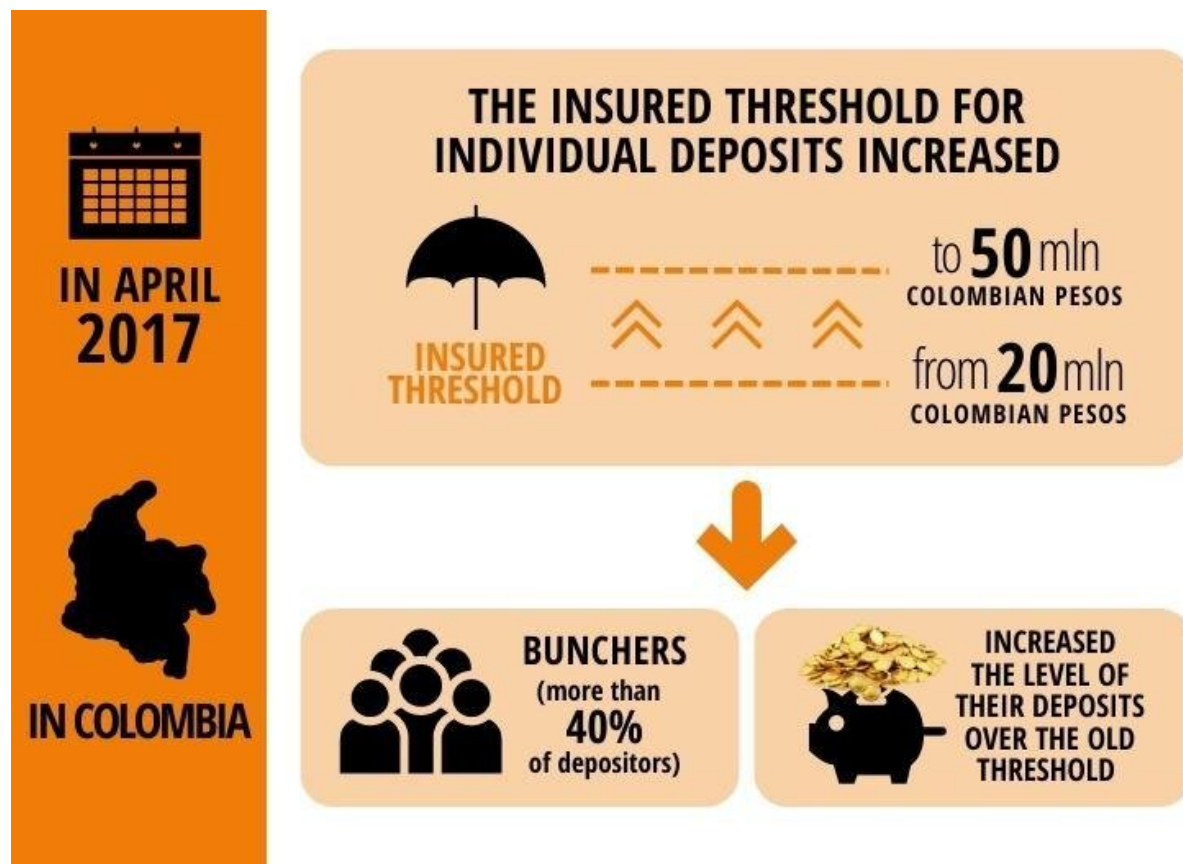 IN APRIL
2017
IN COLOMBIA
THE INSURED THRESHOLD FOR
INDIVIDUAL DEPOSITS INCREASED
INSURED
THRESHOLD
to 50 mln
COLOMBIAN PESOS
from 20 mln
COLOMBIAN PESOS
BUNCHERS
(more than
40%
of depositors)
INCREASED
THE LEVEL OF
THEIR DEPOSITS
OVER THE OLD
THRESHOLD